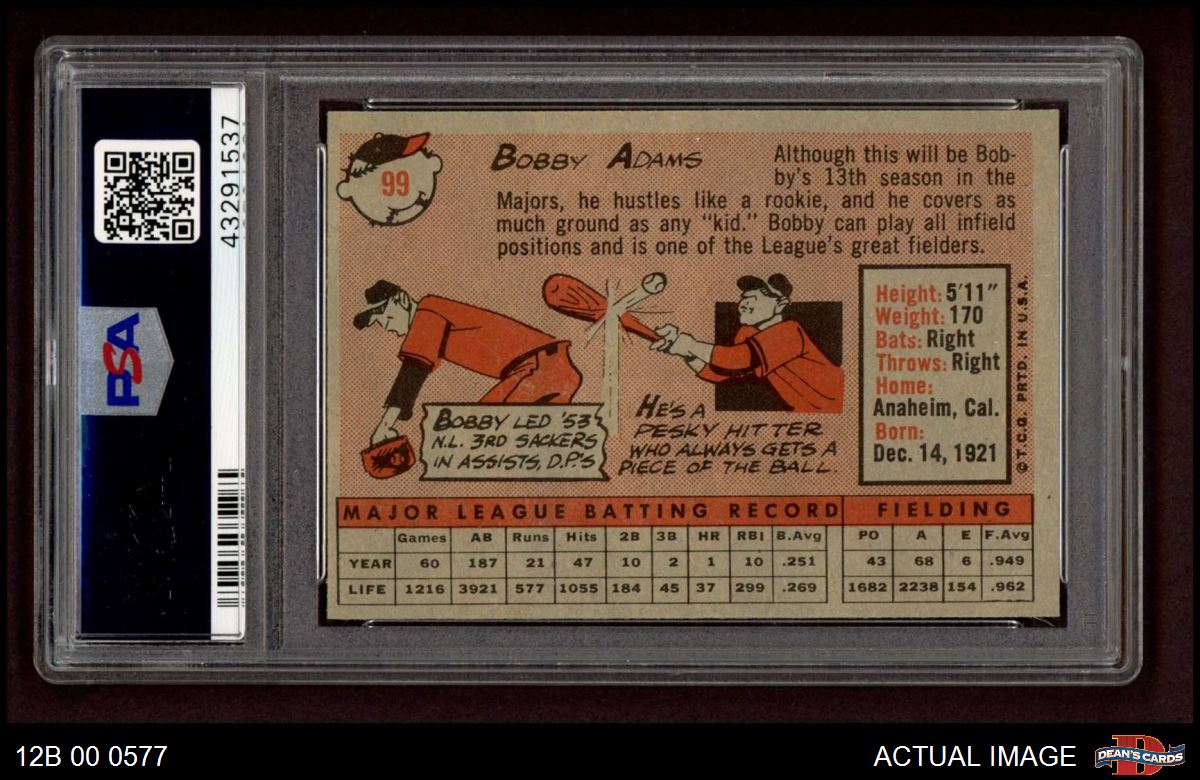 43291537
PSA
99
BOBBY ADAMS
Although this will be Bob-
by's 13th season in the
Majors, he hustles like a rookie, and he covers as
much ground as any "kid." Bobby can play all infield
positions and is one of the League's great fielders.
BOBBY LED '53
N.L. 3RD SACKERS
IN ASSISTS, D.P.'S
HE'S A
PESKY HITTER
WHO ALWAYS GETS A
PIECE OF THE BALL.
Height: 5'11"
Weight: 170
Bats: Right
Throws: Right
Home:
Anaheim, Cal.
Born:
Dec. 14, 1921
© T.C.G. PRTD. IN U.S.A.
MAJOR LEAGUE BATTING RECORD FIELDING
Games AB Runs Hits 2B 3B HR RBI B.Avg PO A E F.Avg
YEAR 60 187 21 47 10 2 1 10 .251 43 68 6 .949
LIFE 1216 3921 577 1055 184 45 37 299 .269 1682 2238 154 .962
12B 00 0577
ACTUAL IMAGE
DEAN'S CARDS